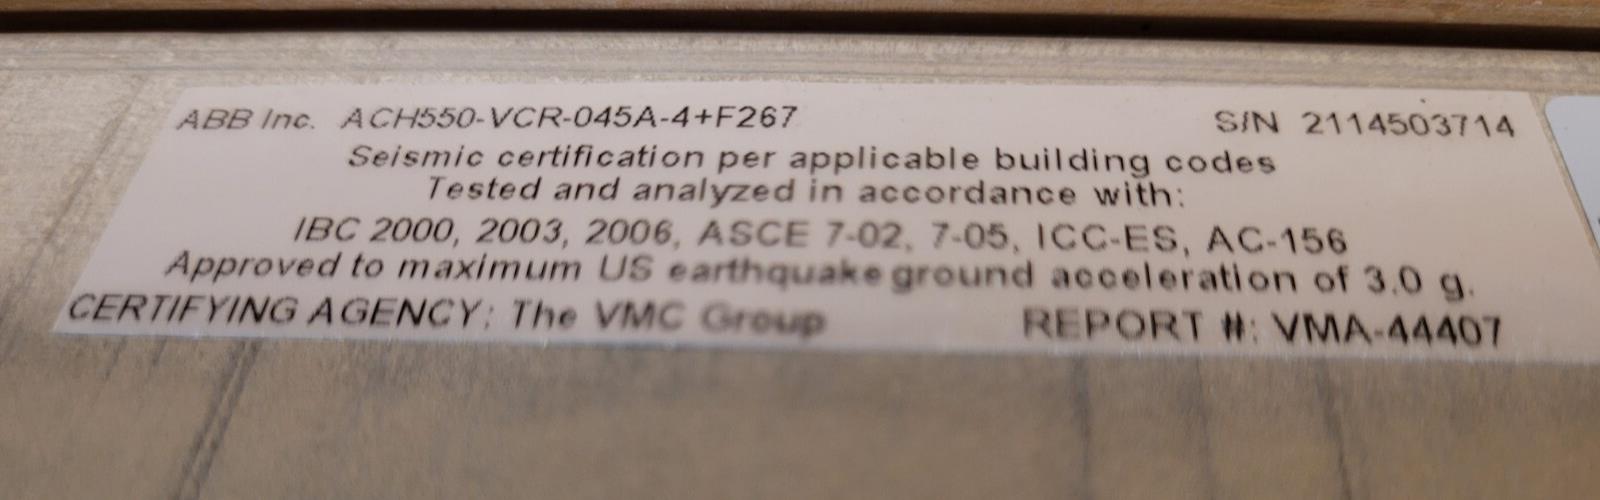 ABB Inc. ACH550-VCR-045A-4+F267 S/N 2114503714
Seismic certification per applicable building codes
Tested and analyzed in accordance with:
IBC 2000, 2003, 2006, ASCE 7-02, 7-05, ICC-ES, AC-156
Approved to maximum US earthquake ground acceleration of 3.0 g.
CERTIFYING AGENCY: The VMC Group REPORT #: VMA-44407